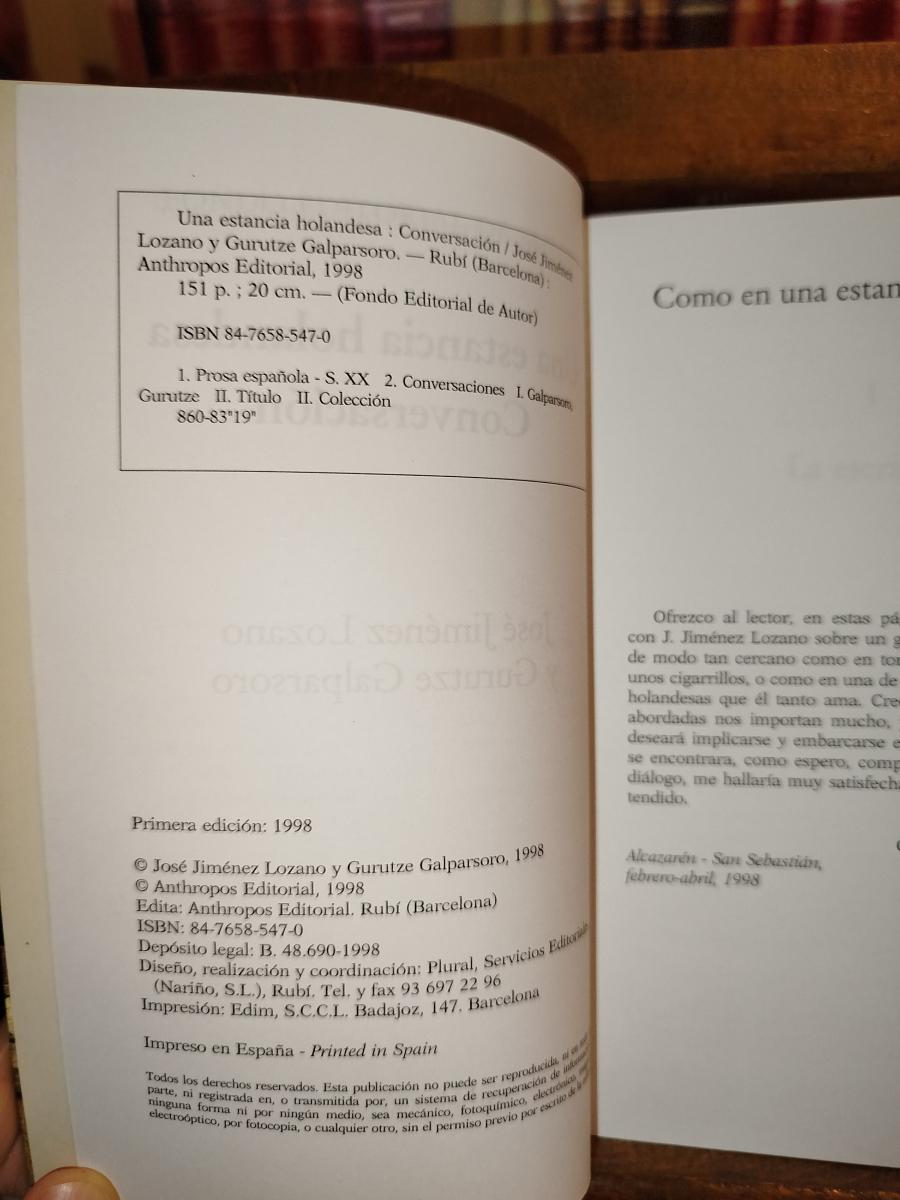 Una estancia holandesa : Conversación / José Jiménez
Lozano y Gurutze Galparsoro. — Rubí (Barcelona) :
Anthropos Editorial, 1998
151 p. ; 20 cm. — (Fondo Editorial de Autor)
ISBN 84-7658-547-0
1. Prosa española - S. XX 2. Conversaciones I. Galparsoro,
Gurutze II. Título II. Colección
860-83"19"
Primera edición: 1998
© José Jiménez Lozano y Gurutze Galparsoro, 1998
© Anthropos Editorial, 1998
Edita: Anthropos Editorial. Rubí (Barcelona)
ISBN: 84-7658-547-0
Depósito legal: B. 48.690-1998
Diseño, realización y coordinación: Plural, Servicios Editoriales
(Nariño, S.L.), Rubí. Tel. y fax 93 697 22 96
Impresión: Edim, S.C.C.L. Badajoz, 147. Barcelona
Impreso en España - Printed in Spain
Todos los derechos reservados. Esta publicación no puede ser reproducida, ni en
parte, ni registrada en, o transmitida por, un sistema de recuperación de
ninguna forma ni por ningún medio, sea mecánico, fotoquímico, electrónico,
electroóptico, por fotocopia, o cualquier otro, sin el permiso previo por escrito de la
Como en una estan
Ofrezco al lector, en estas pá
con J. Jiménez Lozano sobre un g
de modo tan cercano como en tor
unos cigarrillos, o como en una de
holandesas que él tanto ama. Cre
abordadas nos importan mucho,
deseará implicarse y embarcarse e
se encontrara, como espero, comp
diálogo, me hallaría muy satisfech
tendido.
Alcazarén - San Sebastián,
febrero-abril, 1998